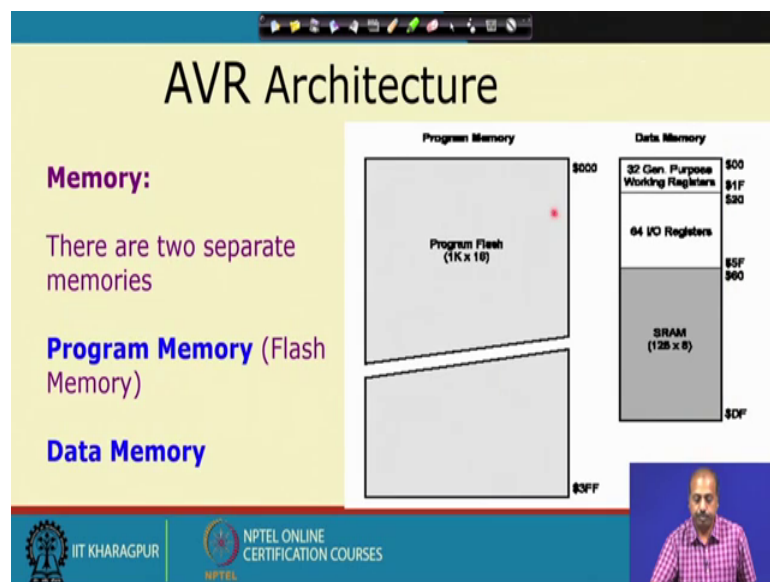 AVR Architecture
Memory:
There are two separate
memories
Program Memory (Flash
Memory)
Data Memory
Program Memory
$000
Program Flash
(1K x 16)
$3FF
Data Memory
32 Gen. Purpose
Working Registers
$00
$1F
$20
64 I/O Registers
$5F
$60
SRAM
(128 x 8)
$DF
IIT KHARAGPUR
NPTEL
NPTEL ONLINE
CERTIFICATION COURSES